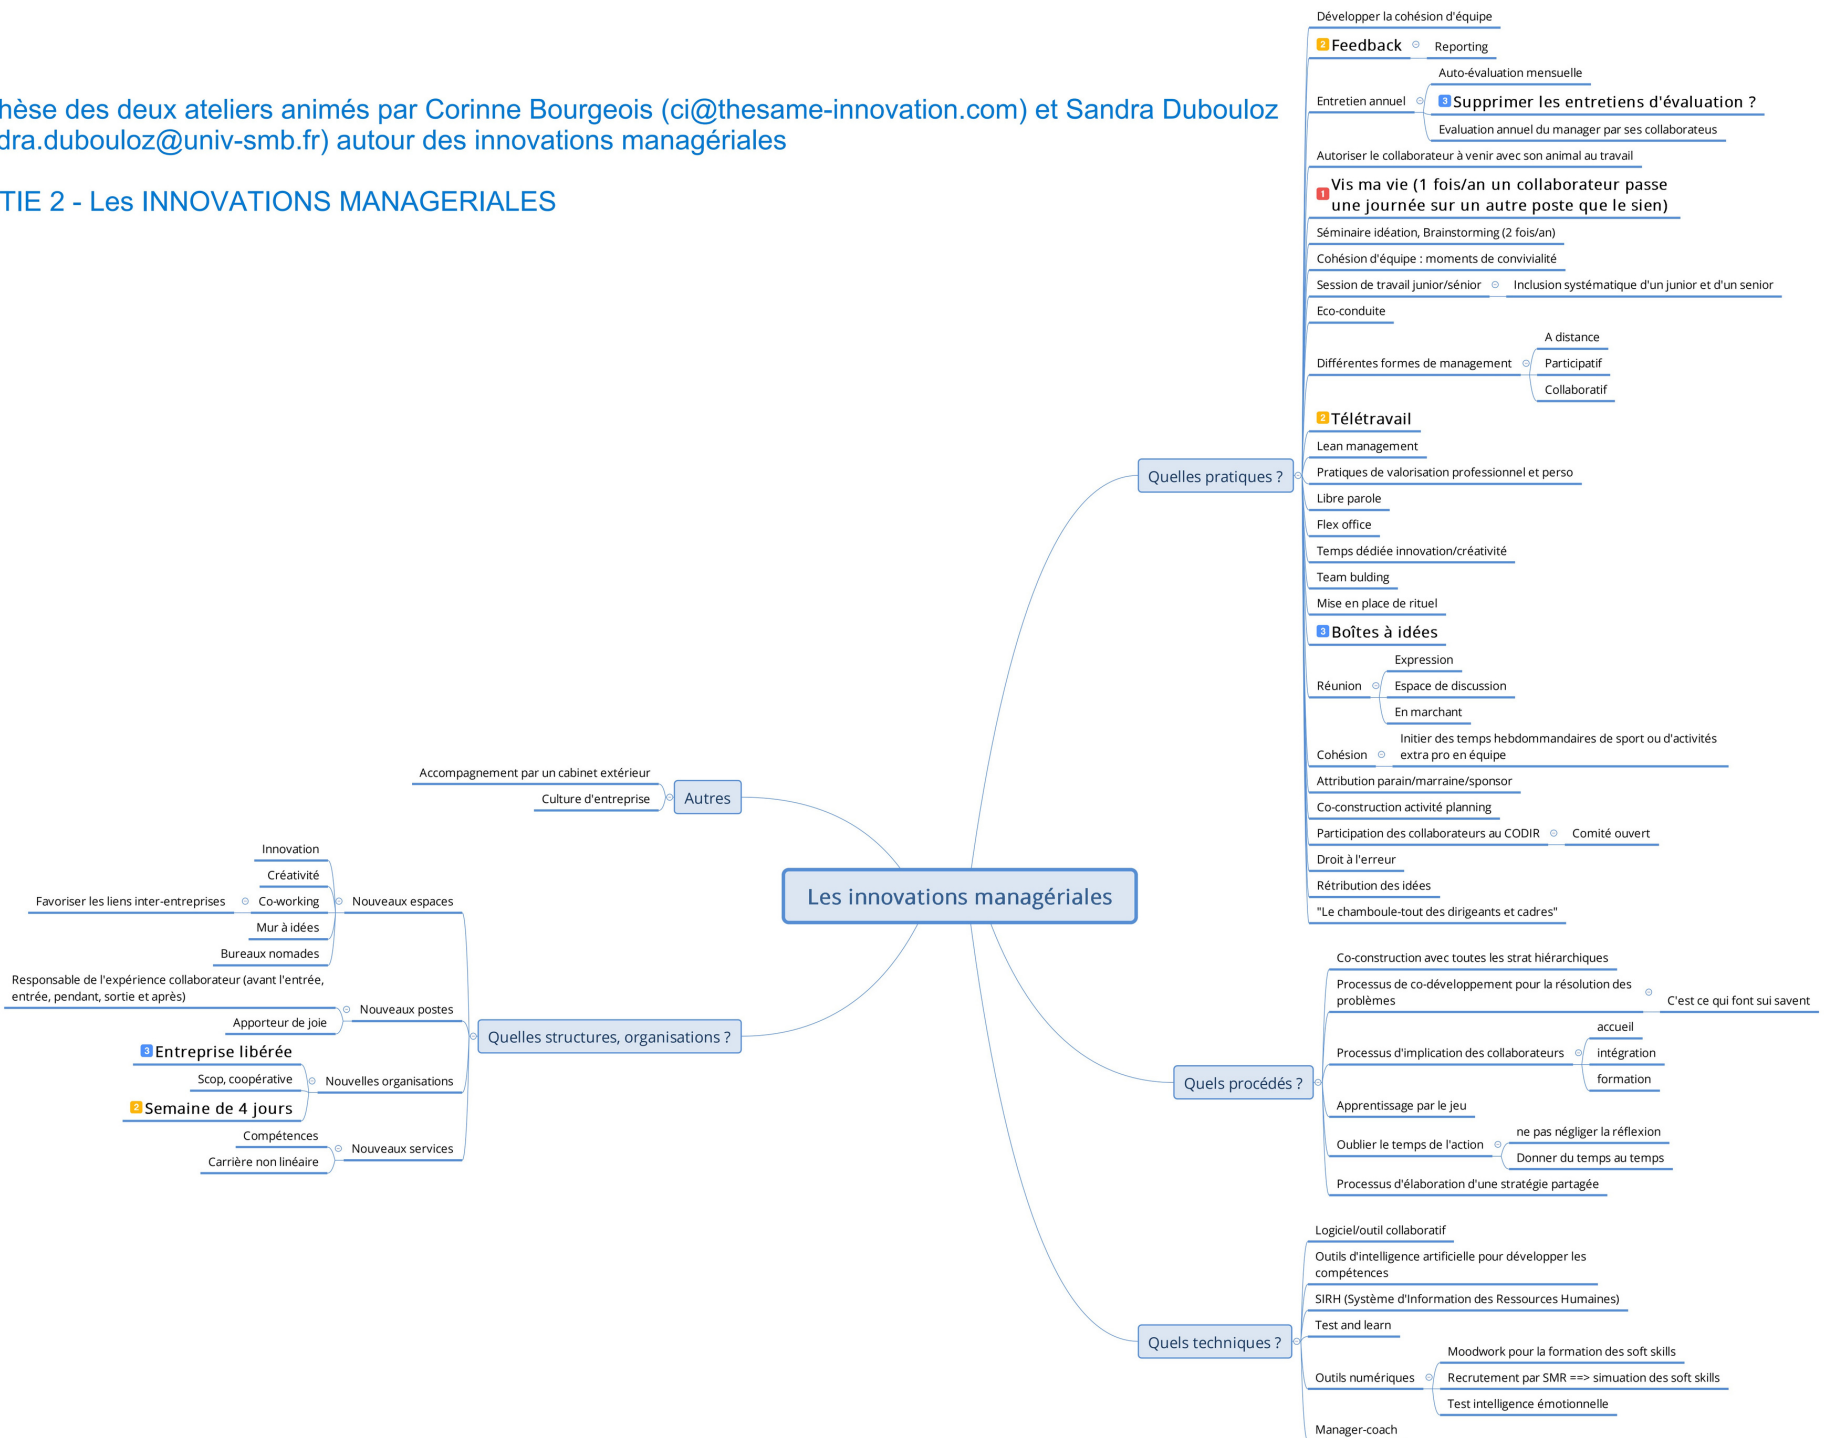 hèse des deux ateliers animés par Corinne Bourgeois (ci@thesame-innovation.com) et Sandra Dubouloz
dra.dubouloz@univ-smb.fr) autour des innovations managériales
TIE 2 - Les INNOVATIONS MANAGERIALES
Les innovations managériales
Quelles pratiques ?
Développer la cohésion d'équipe
2 Feedback
Reporting
Entretien annuel
Auto-évaluation mensuelle
3 Supprimer les entretiens d'évaluation ?
Evaluation annuel du manager par ses collaborateus
Autoriser le collaborateur à venir avec son animal au travail
1 Vis ma vie (1 fois/an un collaborateur passe
une journée sur un autre poste que le sien)
Séminaire idéation, Brainstorming (2 fois/an)
Cohésion d'équipe : moments de convivialité
Session de travail junior/sénior
Inclusion systématique d'un junior et d'un senior
Eco-conduite
Différentes formes de management
A distance
Participatif
Collaboratif
2 Télétravail
Lean management
Pratiques de valorisation professionnel et perso
Libre parole
Flex office
Temps dédiée innovation/créativité
Team bulding
Mise en place de rituel
3 Boîtes à idées
Réunion
Expression
Espace de discussion
En marchant
Cohésion
Initier des temps hebdommandaires de sport ou d'activités
extra pro en équipe
Attribution parain/marraine/sponsor
Co-construction activité planning
Participation des collaborateurs au CODIR
Comité ouvert
Droit à l'erreur
Rétribution des idées
"Le chamboule-tout des dirigeants et cadres"
Quels procédés ?
Co-construction avec toutes les strat hiérarchiques
Processus de co-développement pour la résolution des
problèmes
C'est ce qui font sui savent
Processus d'implication des collaborateurs
accueil
intégration
formation
Apprentissage par le jeu
Oublier le temps de l'action
ne pas négliger la réflexion
Donner du temps au temps
Processus d'élaboration d'une stratégie partagée
Quels techniques ?
Logiciel/outil collaboratif
Outils d'intelligence artificielle pour développer les
compétences
SIRH (Système d'Information des Ressources Humaines)
Test and learn
Outils numériques
Moodwork pour la formation des soft skills
Recrutement par SMR ==> simuation des soft skills
Test intelligence émotionnelle
Manager-coach
Autres
Accompagnement par un cabinet extérieur
Culture d'entreprise
Quelles structures, organisations ?
Nouveaux espaces
Innovation
Créativité
Co-working
Favoriser les liens inter-entreprises
Mur à idées
Bureaux nomades
Nouveaux postes
Responsable de l'expérience collaborateur (avant l'entrée,
entrée, pendant, sortie et après)
Apporteur de joie
Nouvelles organisations
3 Entreprise libérée
Scop, coopérative
2 Semaine de 4 jours
Nouveaux services
Compétences
Carrière non linéaire